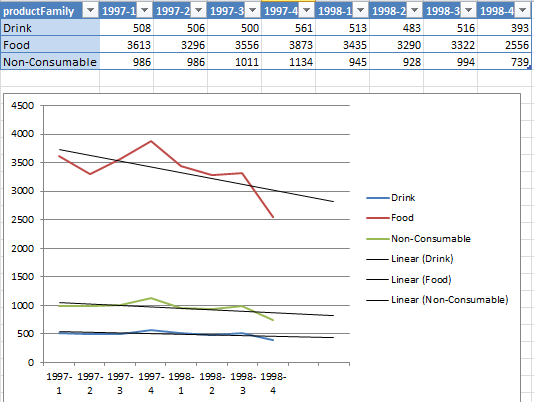 productFamily 1997-1 1997-2 1997-3 1997-4 1998-1 1998-2 1998-3 1998-4
Drink 508 506 500 561 513 483 516 393
Food 3613 3296 3556 3873 3435 3290 3322 2556
Non-Consumable 986 986 1011 1134 945 928 994 739
4500
4000
3500
3000
2500
2000
1500
1000
500
0
1997-1 1997-2 1997-3 1997-4 1998-1 1998-2 1998-3 1998-4
Drink
Food
Non-Consumable
Linear (Drink)
Linear (Food)
Linear (Non-Consumable)